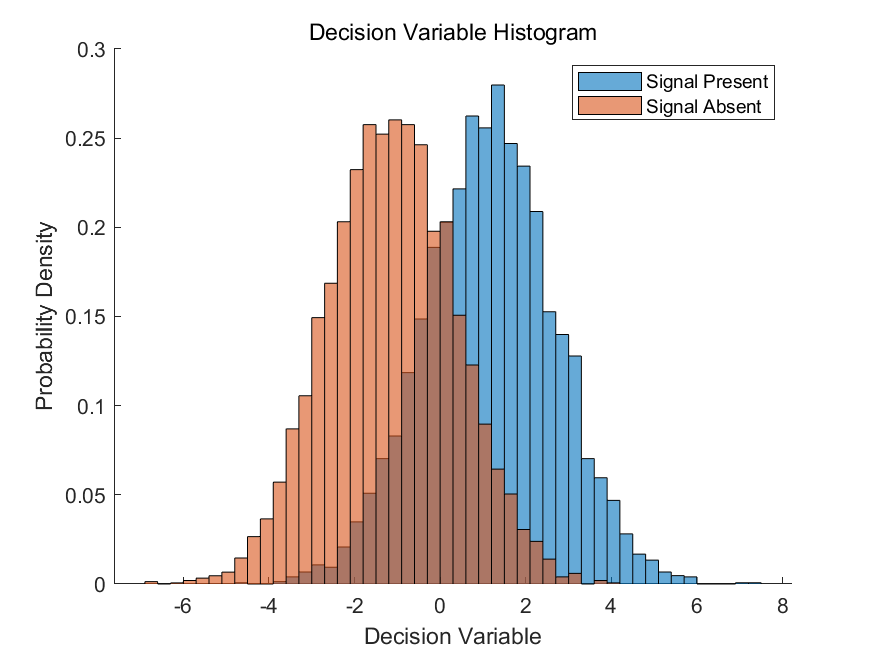 Decision Variable Histogram
Signal Present
Signal Absent
Probability Density
0.3
0.25
0.2
0.15
0.1
0.05
0
-6 -4 -2 0 2 4 6 8
Decision Variable